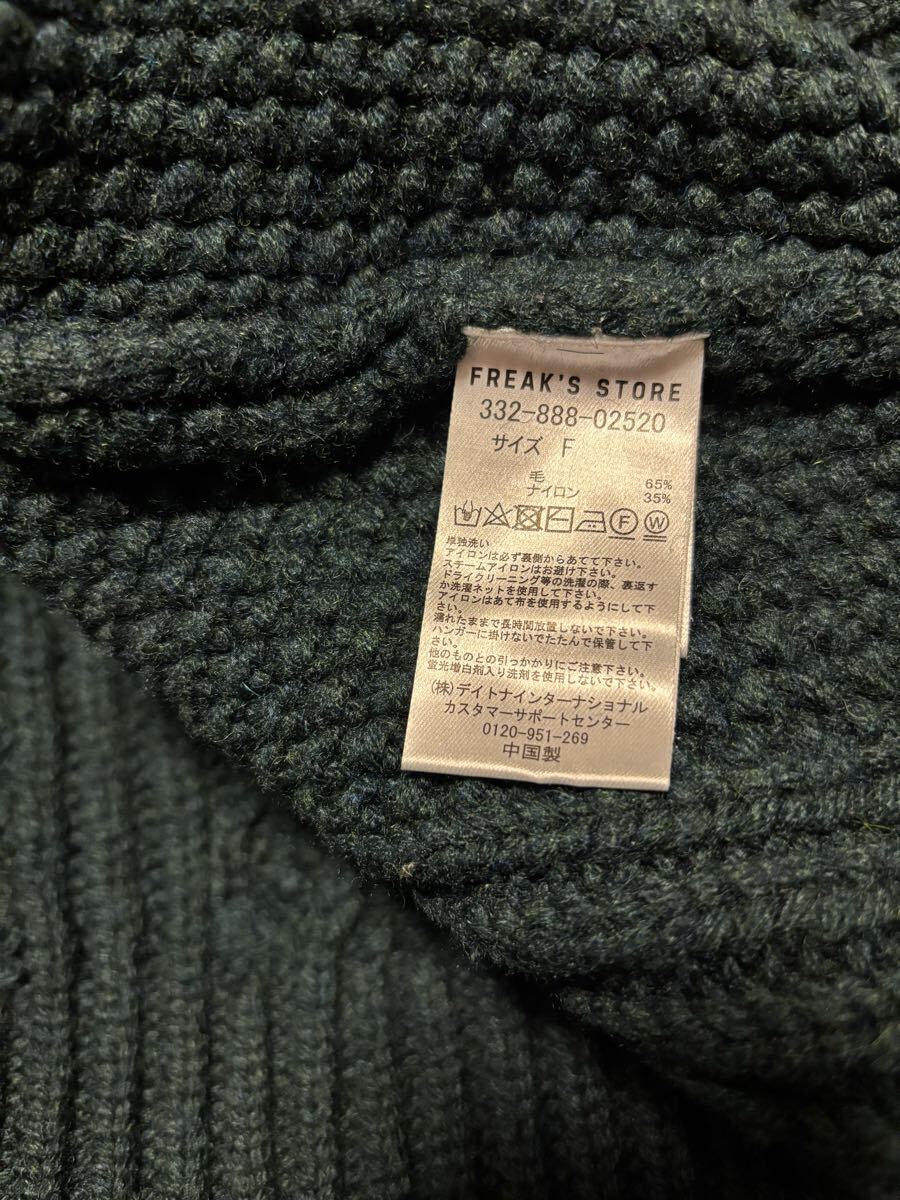 FREAK'S STORE
332-888-02520
サイズ F
毛 65%
ナイロン 35%
F W
単独洗い
アイロンは必ず裏側からあてて下さい。
スチームアイロンはお避け下さい。
ドライクリーニング等の洗濯の際、裏返す
か洗濯ネットを使用して下さい。
アイロンはあて布を使用するようにして下
さい。
濡れたままで長時間放置しないで下さい。
ハンガーに掛けないでたたんで保管して下
さい。
他のものとの引っかかりにご注意下さい。
蛍光増白剤入り洗剤を使用しないで下さい。
(株)デイトナインターナショナル
カスタマーサポートセンター
0120-951-269
中国製